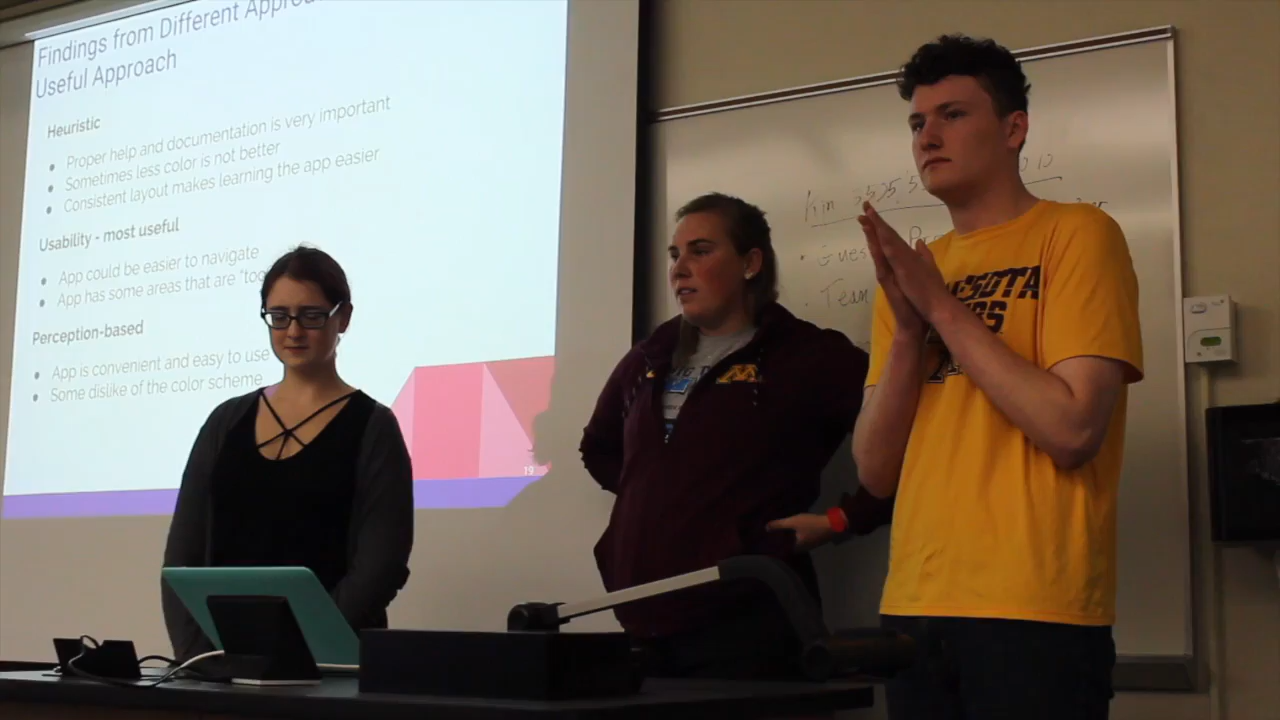 Findings from Different
Useful Approach
Heuristic
● Proper help and documentation is very important
● Sometimes less color is not better
● Consistent layout makes learning the app easier
Usability - most useful
● App could be easier to navigate
● App has some areas that are "too
Perception-based
● App is convenient and easy to use
● Some dislike of the color scheme
19
Kim
Team
M